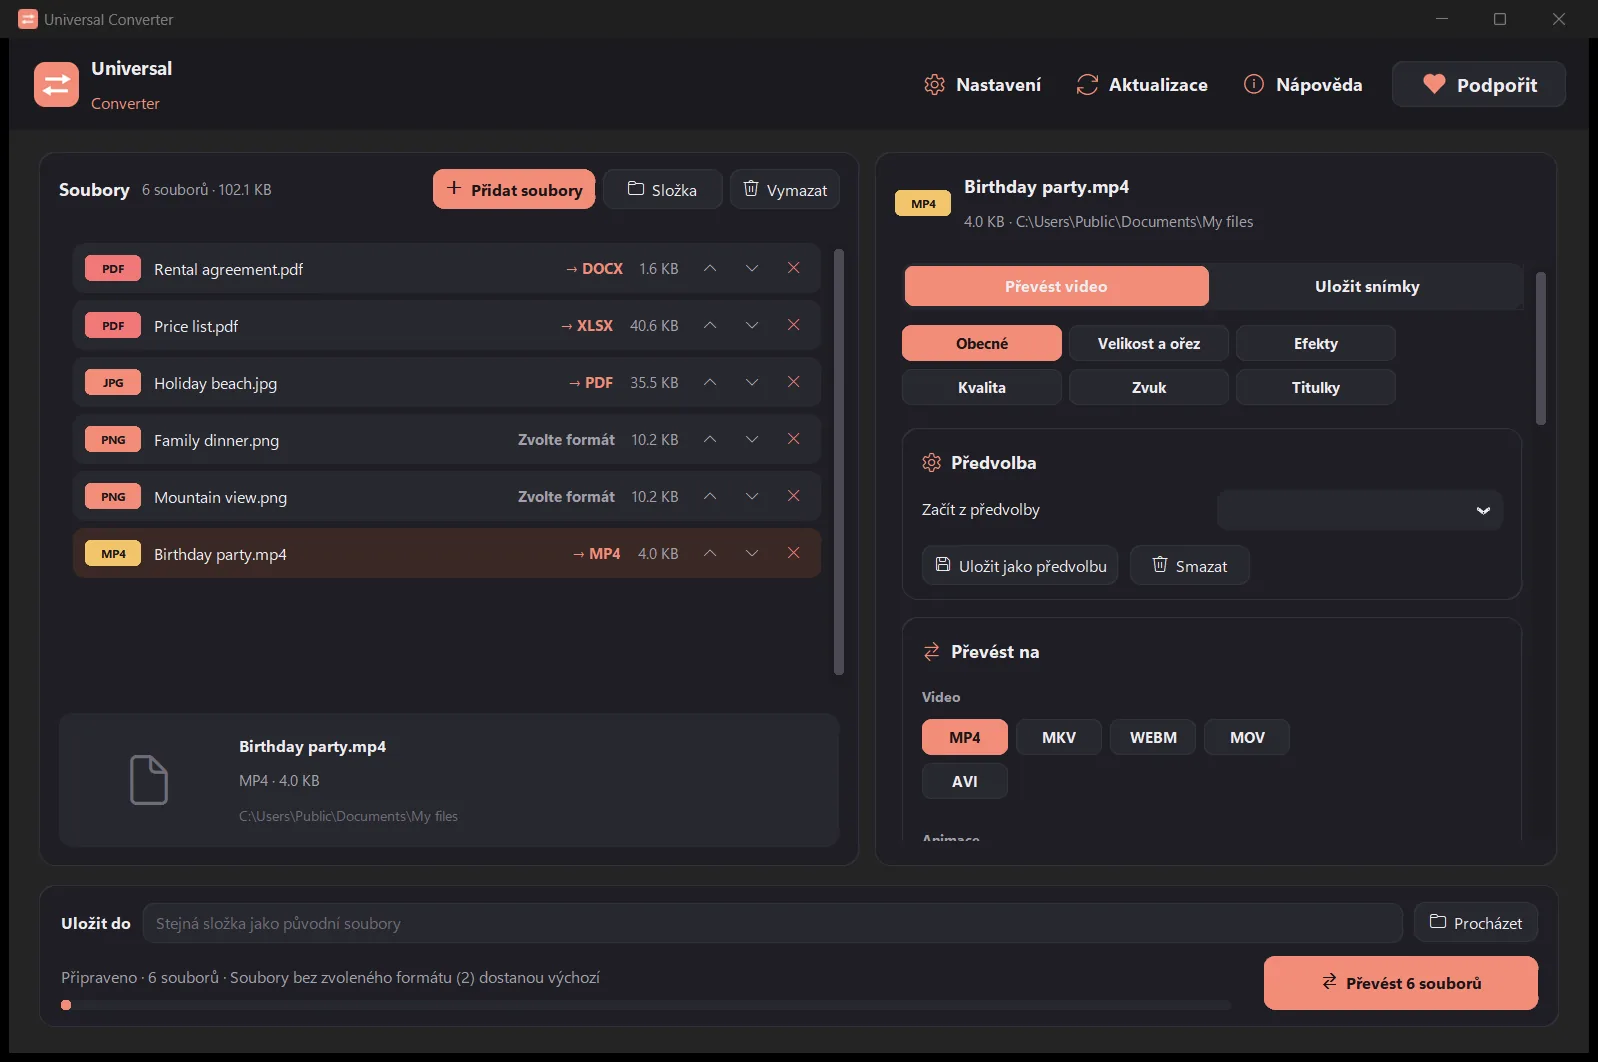 Universal Converter
Universal
Converter
Nastavení
Aktualizace
Nápověda
Podpořit
Soubory
6 souborů · 102.1 KB
Přidat soubory
Složka
Vymazat
PDF Rental agreement.pdf → DOCX 1.6 KB
PDF Price list.pdf → XLSX 40.6 KB
JPG Holiday beach.jpg → PDF 35.5 KB
PNG Family dinner.png Zvolte formát 10.2 KB
PNG Mountain view.png Zvolte formát 10.2 KB
MP4 Birthday party.mp4 → MP4 4.0 KB
Birthday party.mp4
MP4 · 4.0 KB
C:\Users\Public\Documents\My files
MP4
Birthday party.mp4
4.0 KB · C:\Users\Public\Documents\My files
Převést video
Uložit snímky
Obecné
Velikost a ořez
Efekty
Kvalita
Zvuk
Titulky
Předvolba
Začít z předvolby
Uložit jako předvolbu
Smazat
Převést na
Video
MP4
MKV
WEBM
MOV
AVI
Animace
Uložit do
Stejná složka jako původní soubory
Procházet
Připraveno · 6 souborů · Soubory bez zvoleného formátu (2) dostanou výchozí
Převést 6 souborů